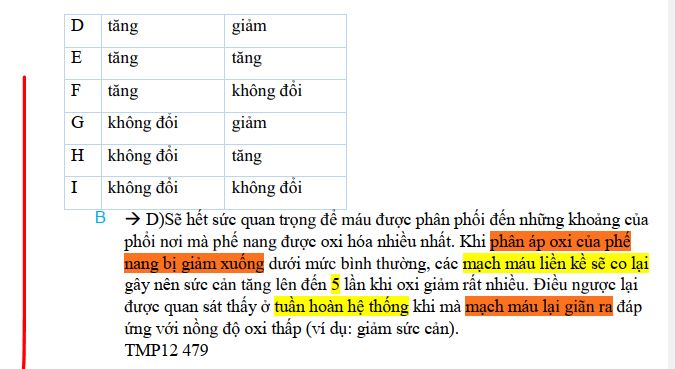 D tăng giảm
E tăng tăng
F tăng không đổi
G không đổi giảm
H không đổi tăng
I không đổi không đổi
B → D)Sẽ hết sức quan trọng để máu được phân phối đến những khoảng của
phổi nơi mà phế nang được oxi hóa nhiều nhất. Khi phân áp oxi của phế
nang bị giảm xuống dưới mức bình thường, các mạch máu liền kề sẽ co lại
gây nên sức cản tăng lên đến 5 lần khi oxi giảm rất nhiều. Điều ngược lại
được quan sát thấy ở tuần hoàn hệ thống khi mà mạch máu lại giãn ra đáp
ứng với nồng độ oxi thấp (ví dụ: giảm sức cản).
TMP12 479